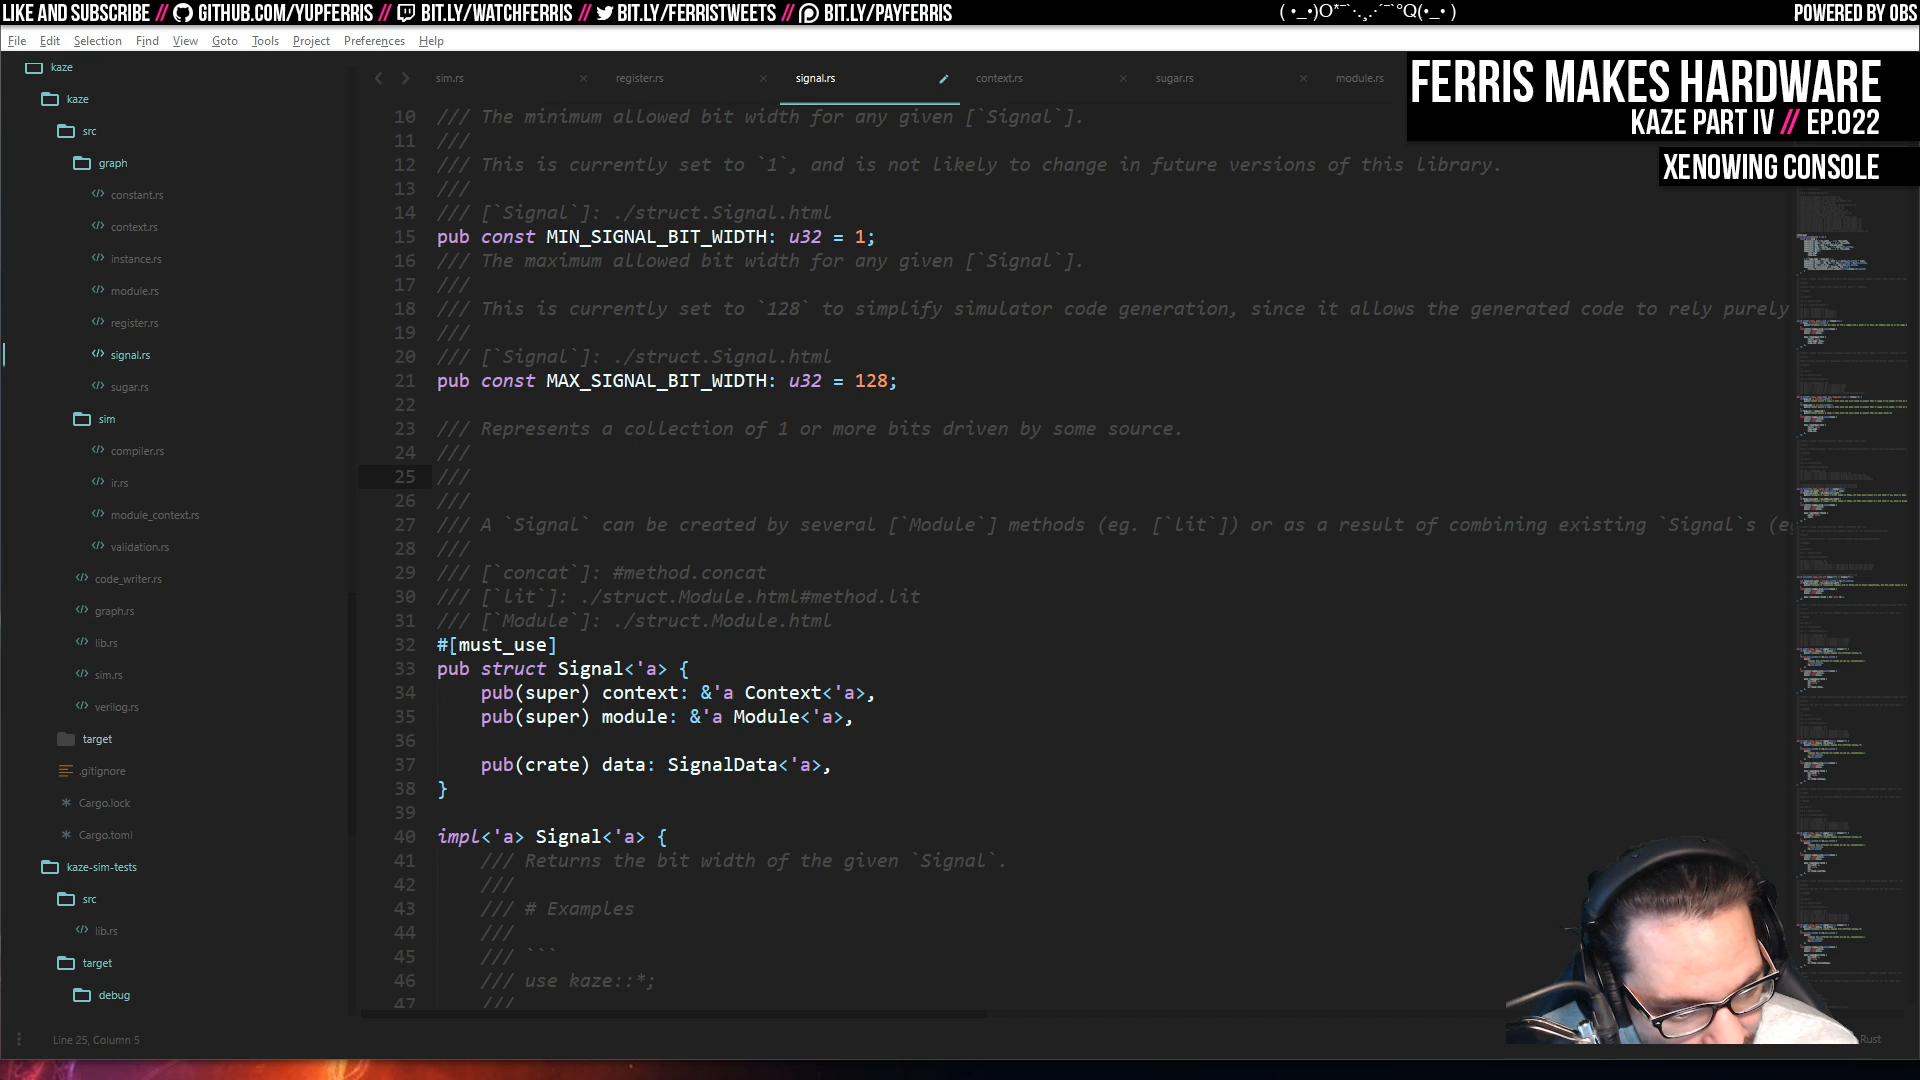 LIKE AND SUBSCRIBE // GITHUB.COM/YUPFERRIS // BIT.LY/WATCHFERRIS // BIT.LY/FERRISTWEETS // BIT.LY/PAYFERRIS
POWERED BY OBS
File Edit Selection Find View Goto Tools Project Preferences Help
FERRIS MAKES HARDWARE
KAZE PART IV // EP.022
XENOWING CONSOLE
sim.rs register.rs signal.rs context.rs sugar.rs module.rs
kaze
kaze
src
graph
constant.rs
context.rs
instance.rs
module.rs
register.rs
signal.rs
sugar.rs
sim
compiler.rs
ir.rs
module_context.rs
validation.rs
code_writer.rs
graph.rs
lib.rs
sim.rs
verilog.rs
target
.gitignore
Cargo.lock
Cargo.toml
kaze-sim-tests
src
lib.rs
target
debug
10 /// The minimum allowed bit width for any given [`Signal`].
11 ///
12 /// This is currently set to `1`, and is not likely to change in future versions of this library.
13 ///
14 /// [`Signal`]: ./struct.Signal.html
15 pub const MIN_SIGNAL_BIT_WIDTH: u32 = 1;
16 /// The maximum allowed bit width for any given [`Signal`].
17 ///
18 /// This is currently set to `128` to simplify simulator code generation, since it allows the generated code to rely purely
19 ///
20 /// [`Signal`]: ./struct.Signal.html
21 pub const MAX_SIGNAL_BIT_WIDTH: u32 = 128;
22
23 /// Represents a collection of 1 or more bits driven by some source.
24 ///
25 ///
26 ///
27 /// A `Signal` can be created by several [`Module`] methods (eg. [`lit`]) or as a result of combining existing `Signal`s (e
28 ///
29 /// [`concat`]: #method.concat
30 /// [`lit`]: ./struct.Module.html#method.lit
31 /// [`Module`]: ./struct.Module.html
32 #[must_use]
33 pub struct Signal<'a> {
34 pub(super) context: &'a Context<'a>,
35 pub(super) module: &'a Module<'a>,
36
37 pub(crate) data: SignalData<'a>,
38 }
39
40 impl<'a> Signal<'a> {
41 /// Returns the bit width of the given `Signal`.
42 ///
43 /// # Examples
44 ///
45 /// ```
46 /// use kaze::*;
47 ///
Line 25, Column 5
Rust